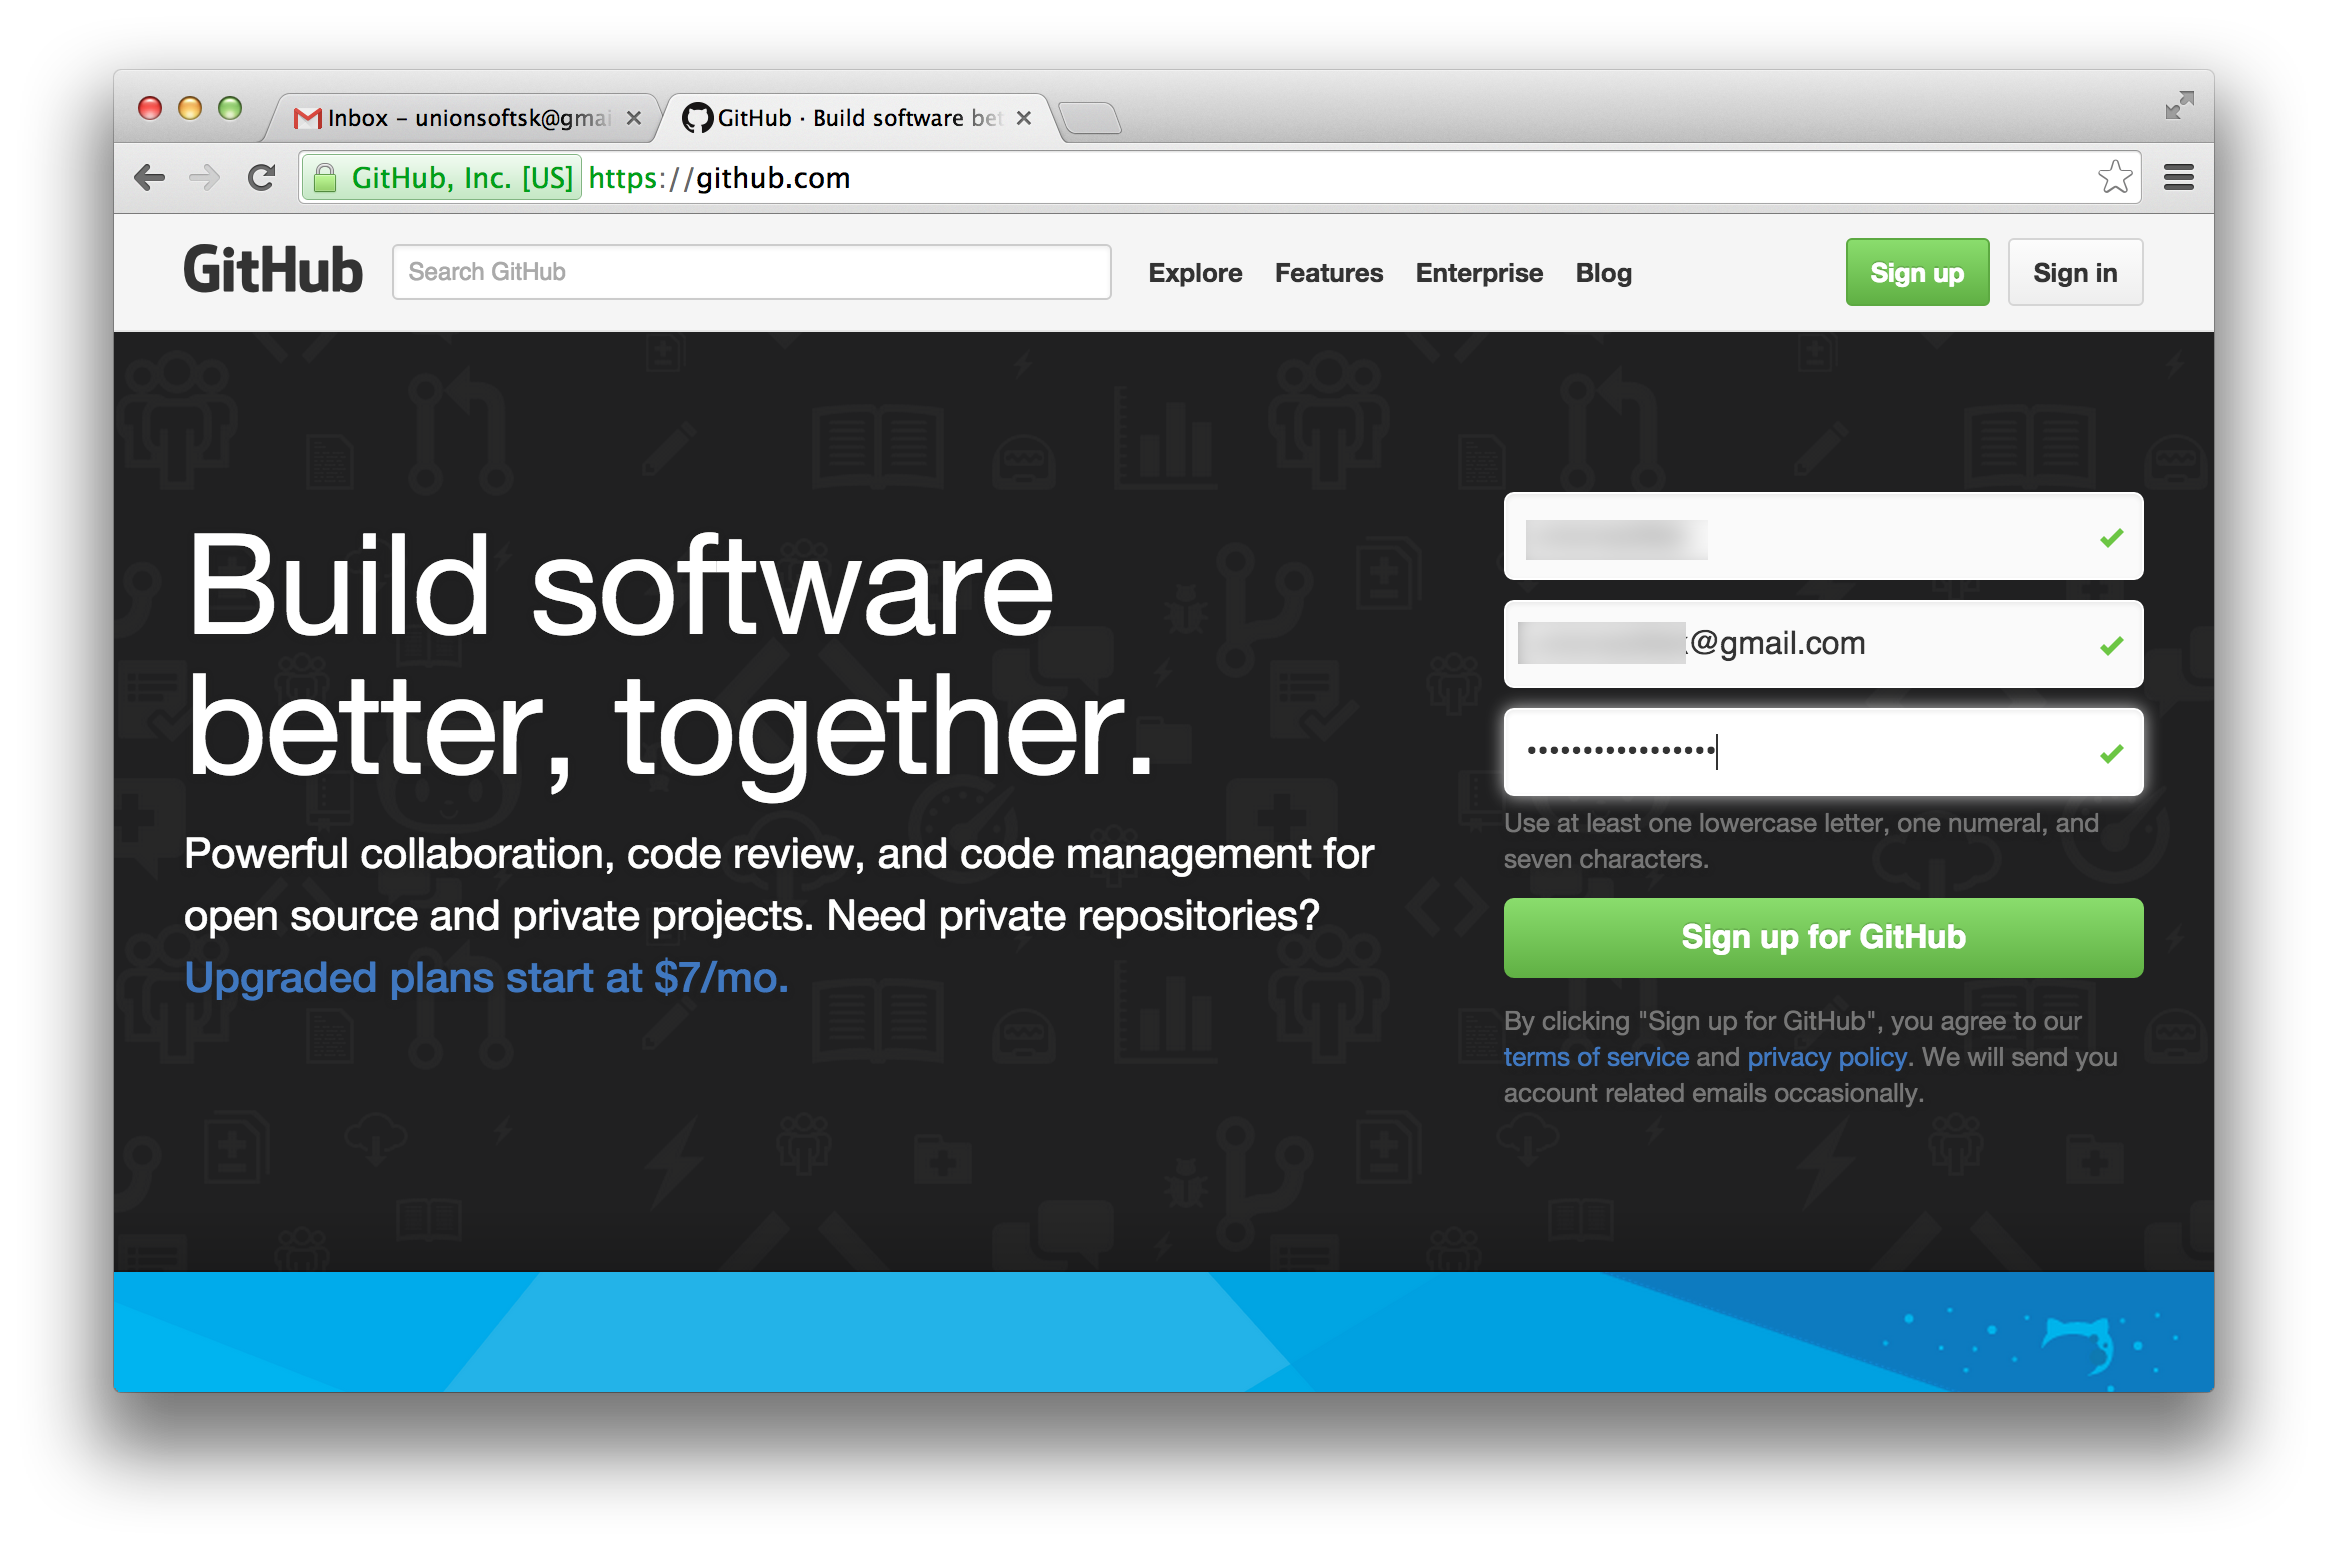 Inbox – unionsoftsk@gmai
GitHub · Build software bet
GitHub, Inc. [US] https://github.com
GitHub
Search GitHub
Explore Features Enterprise Blog
Sign up
Sign in
Build software
better, together.
Powerful collaboration, code review, and code management for
open source and private projects. Need private repositories?
Upgraded plans start at $7/mo.
@gmail.com
•••••••••••••••••
Use at least one lowercase letter, one numeral, and
seven characters.
Sign up for GitHub
By clicking "Sign up for GitHub", you agree to our
terms of service and privacy policy. We will send you
account related emails occasionally.